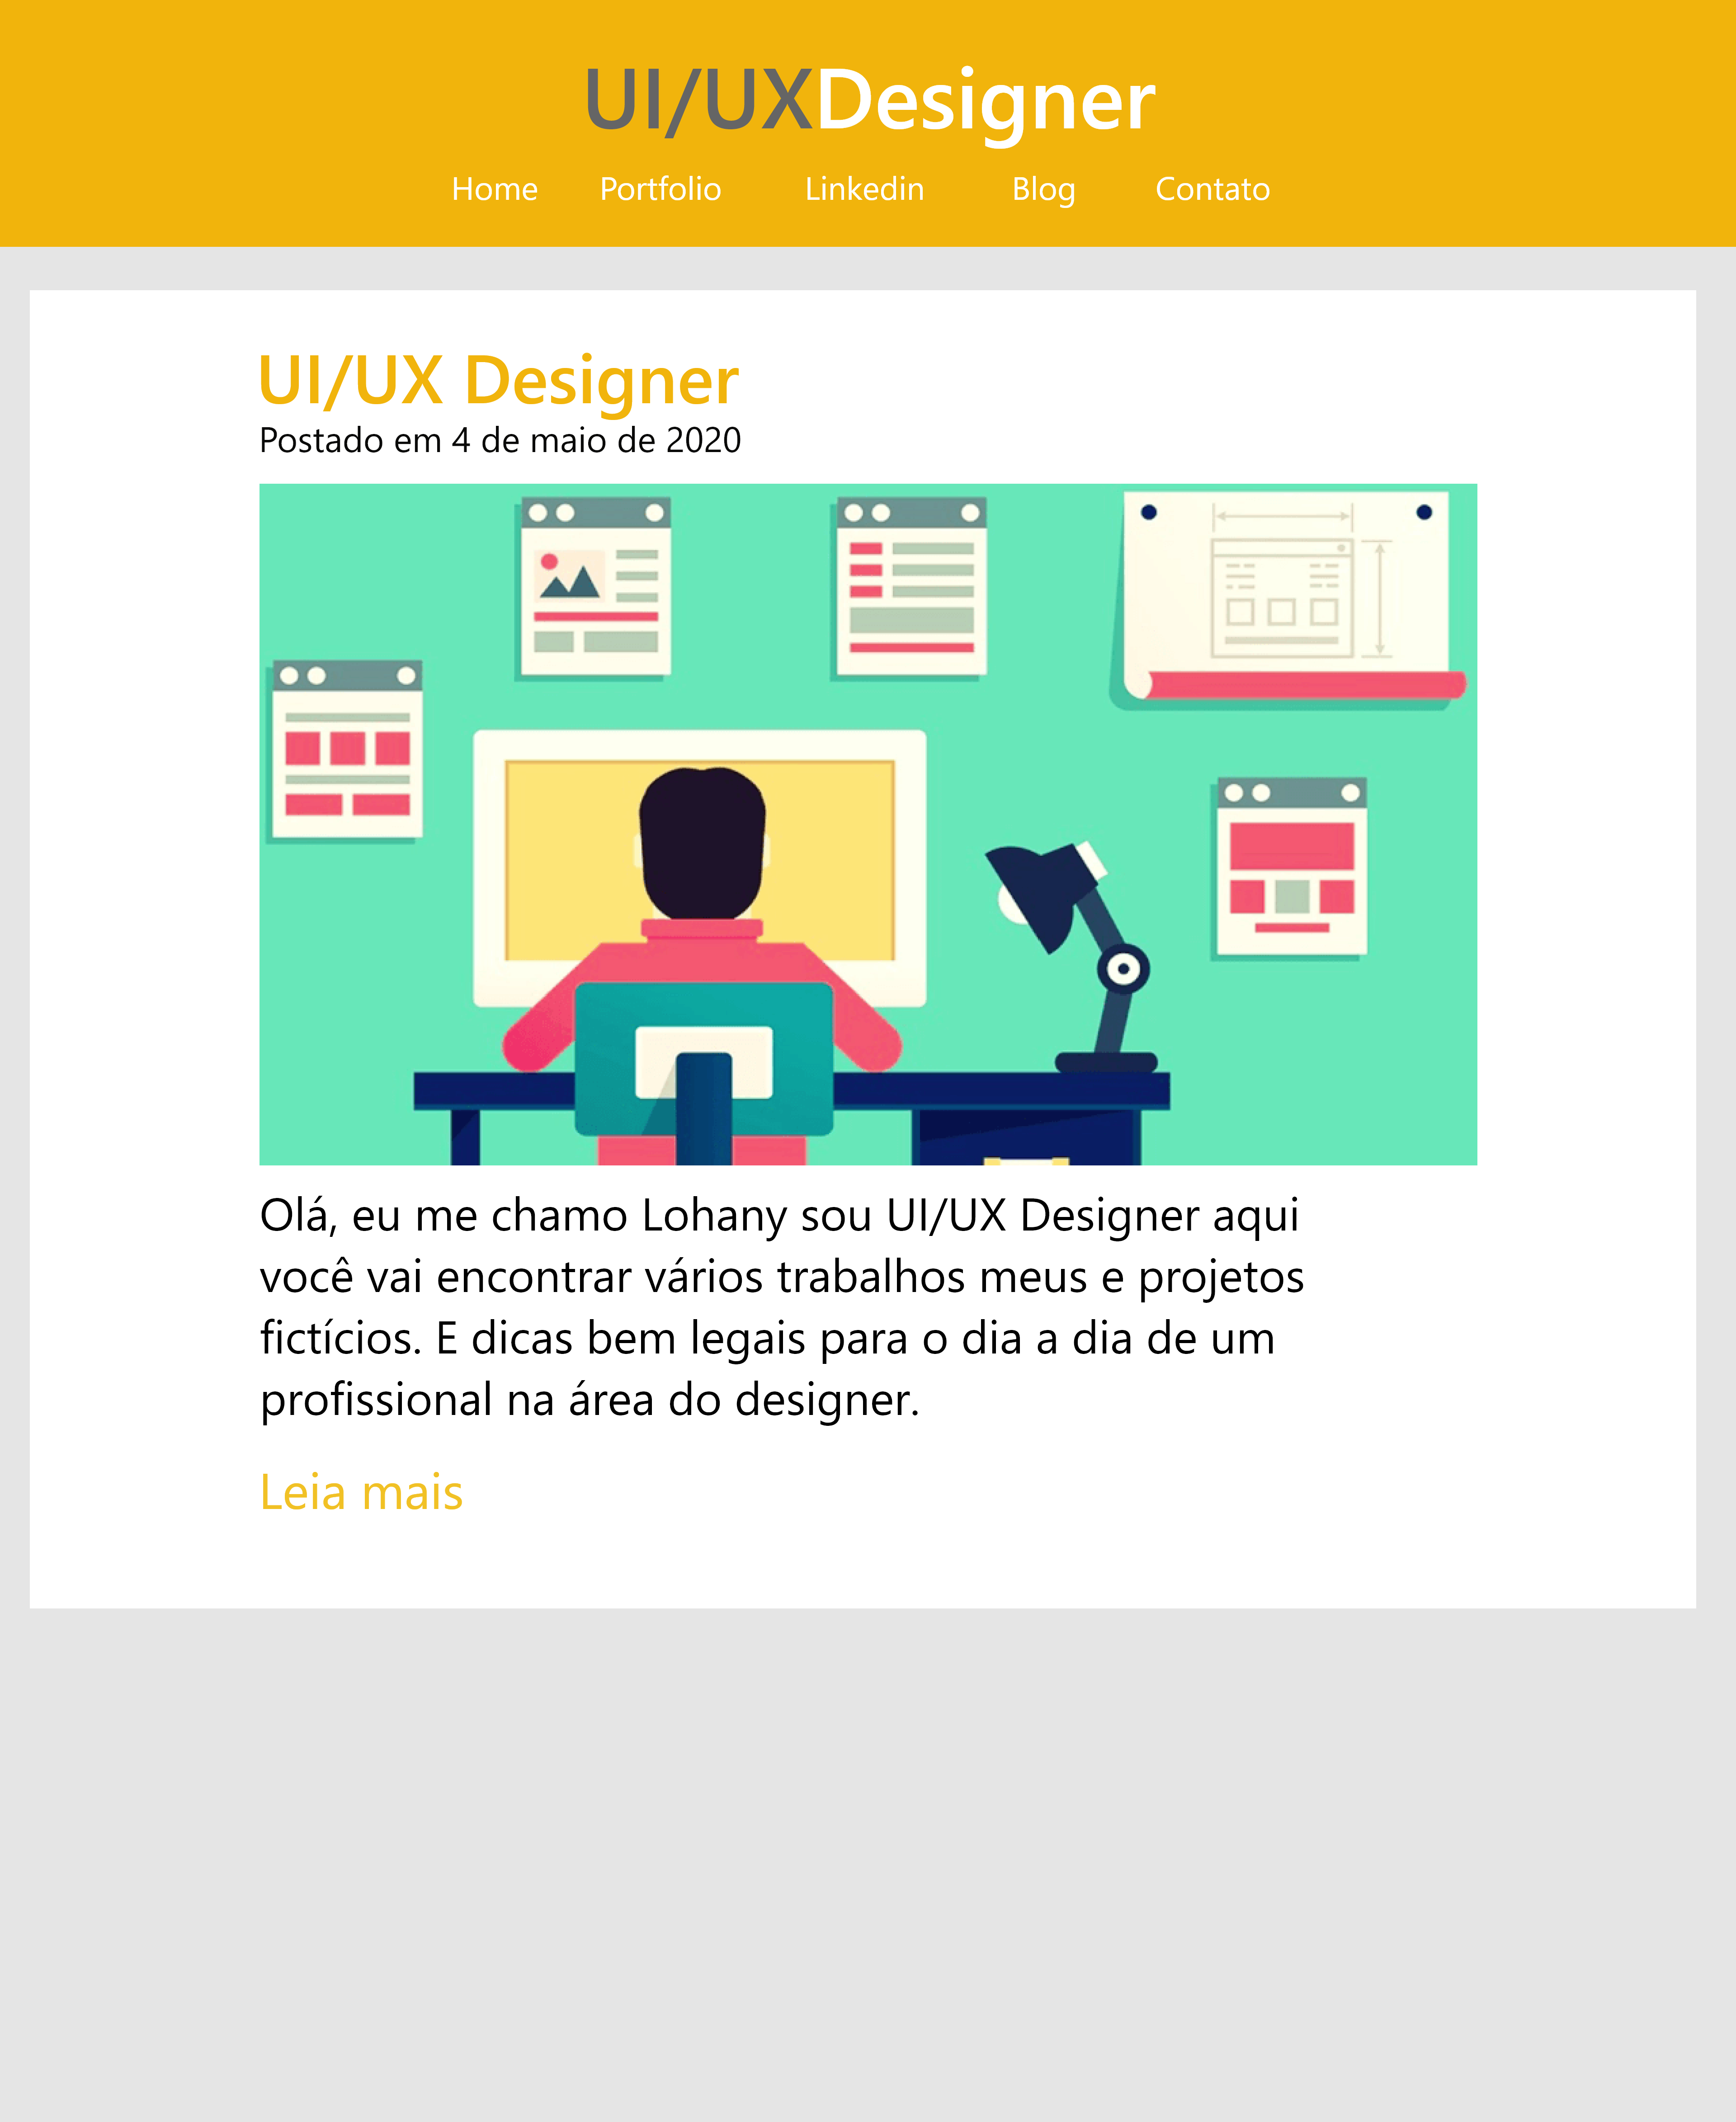 UI/UXDesigner
Home Portfolio Linkedin Blog Contato
UI/UX Designer
Postado em 4 de maio de 2020
Olá, eu me chamo Lohany sou UI/UX Designer aqui
você vai encontrar vários trabalhos meus e projetos
fictícios. E dicas bem legais para o dia a dia de um
profissional na área do designer.
Leia mais